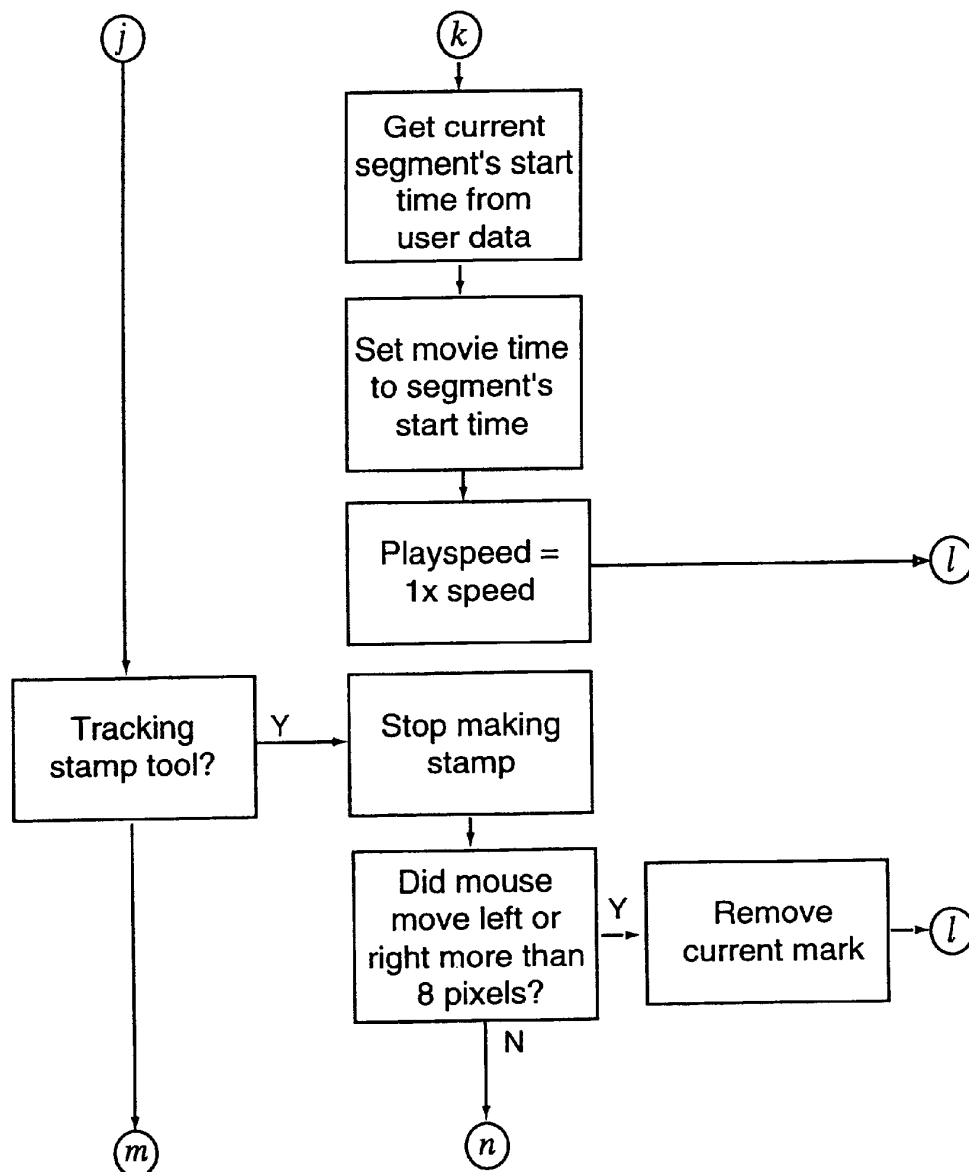 j
k
Get current
segment's start
time from
user data
Set movie time
to segment's
start time
Playspeed =
1x speed
l
Tracking
stamp tool?
Y
Stop making
stamp
Did mouse
move left or
right more than
8 pixels?
Y
Remove
current mark
l
N
m
n